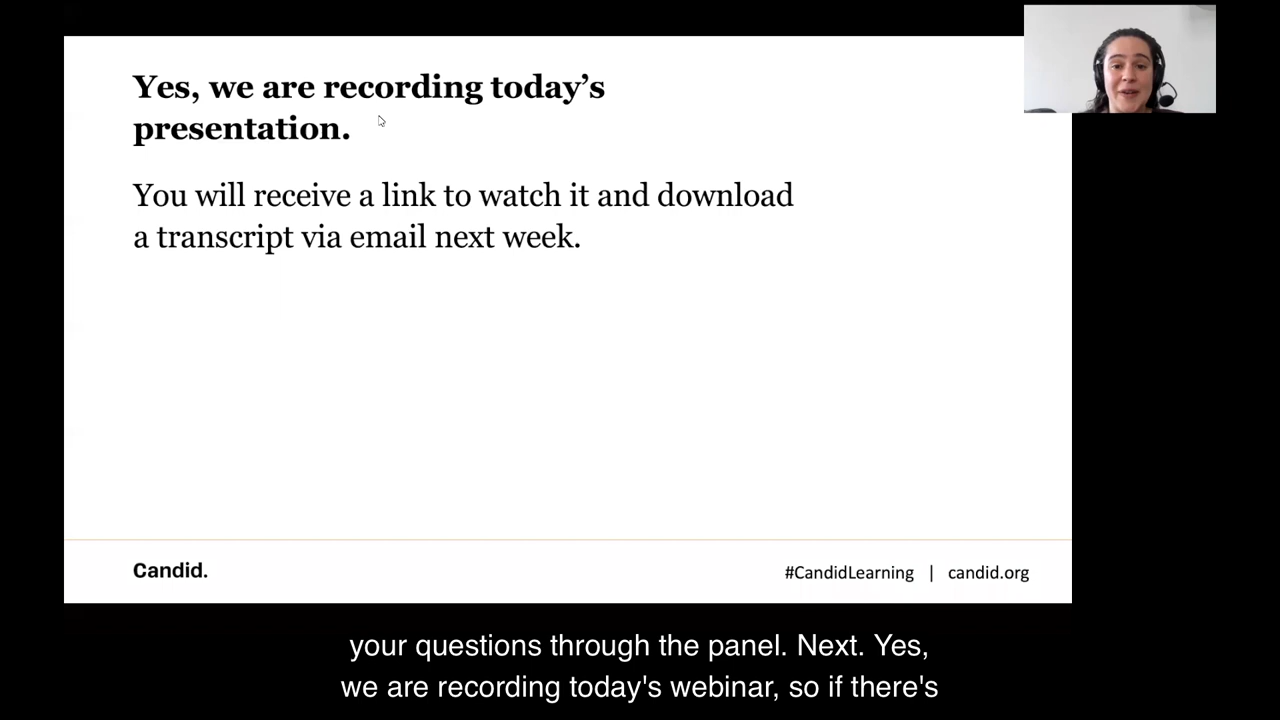 Yes, we are recording today’s
presentation.
You will receive a link to watch it and download
a transcript via email next week.
Candid.
#CandidLearning | candid.org
your questions through the panel. Next. Yes,
we are recording today's webinar, so if there's